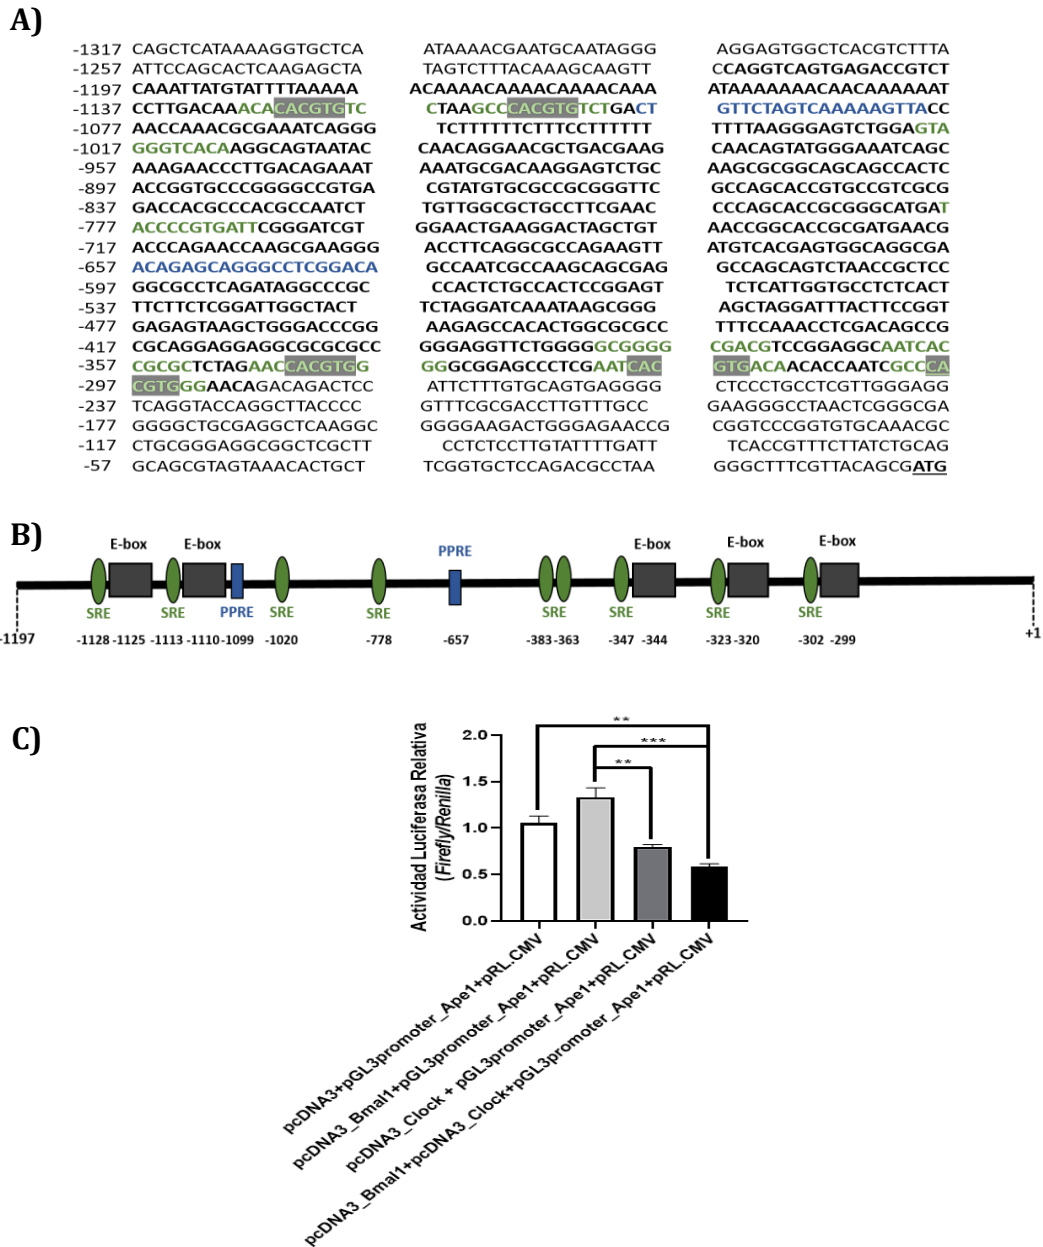 A)
-1317 CAGCTCATAAAAGGTGCTCA ATAAAACGAATGCAATAGGG AGGAGTGGCTCACGTCTTTA
-1257 ATTCCAGCACTCAAGAGCTA TAGTCTTTACAAAGCAAGTT CCAGGTCAGTGAGACCGTCT
-1197 CAAATTATGTATTTTAAAAA ACAAAACAAAACAAAACAAA ATAAAAAAAACAAACAAAAA
-1137 CCTTGACAAACACACGTGTC CTAAGCCCACGTGTCTGACT GTTCTAGTCAAAAAGTTACC
-1077 AACCAAACGCGAAATCAGGG TCTTTTTTCTTTCCTTTTTT TTTTAAGGGAGTCTGGAGTA
-1017 GGGTCACAAGGCAGTAATAC CAACAGGAACGCTGACGAAG CAACAGTATGGGAAATCAGC
-957 AAAGAACCCTTGACAGAAAT AAATGCGACAAGGAGTCTGC AAGCGCGGCAGCAGCCACTC
-897 ACCGGTGCCCGGGGCCGTGA CGTATGTGCGCCGCGGGTTC GCCAGCACCGTGCCGTCGCG
-837 GACCACGCCCACGCCAATCT TGTTGGCGCTGCCTTCGAAC CCCAGCACCGCGGGCATGAT
-777 ACCCCGTGATTCGGGATCGT GGAACTGAAGGACTAGCTGT AACCGGCACCGCGATGAACG
-717 ACCCAGAACCAAGCGAAGGG ACCTTCAGGCGCCAGAAGTT ATGTCACGAGTGGCAGGCGA
-657 ACAGAGCAGGGCCTCGGACA GCCAATCGCCAAGCAGCGAG GCCAGCAGTCTAACCGCTCC
-597 GGCGCCTCAGATAGGCCCGC CCACTCTGCCACTCCGGAGT TCTCATTGGTGCCTCTCACT
-537 TTCTTCTCGGATTGGCTACT TCTAGGATCAAATAAGCGGG AGCTAGGATTTACTTCCGGT
-477 GAGAGTAAGCTGGGACCCGG AAGAGCCACACTGGCGCGCC TTTCCAAACCTCGACAGCCG
-417 CGCAGGAGGAGGCGCGCGCC GGGAGGTTCTGGGGGCGGGG CGACGTCCGGAGGCAATCAC
-357 CGCGCTCTAGAACCACGTGG GGGCGGAGCCCTCGAATCAC GTGACAACACCAATCGCCCA
-297 CGTGGGAACAGACAGACTCC ATTCTTTGTGCAGTGAGGGG CTCCCTGCCTCGTTGGGAGG
-237 TCAGGTACCAGGCTTACCCC GTTTCGCGACCTTGTTTGCC GAAGGGCCTAACTCGGGCGA
-177 GGGGCTGCGAGGCTCAAGGC GGGGAAGACTGGGAGAACCG CGGTCCCGGTGTGCAAACGC
-117 CTGCGGGAGGCGGCTCGCTT CCTCTCCTTGTATTTTGATT TCACCGTTTCTTATCTGCAG
-57 GCAGCGTAGTAAACACTGCT TCGGTGCTCCAGACGCCTAA GGGCTTTCGTTACAGCGATG
B)
E-box E-box PPRE E-box E-box E-box
SRE SRE PPRE SRE SRE SRE SRE SRE SRE
-1197 -1128 -1125 -1113 -1110 -1099 -1020 -778 -657 -383 -363 -347 -344 -323 -320 -302 -299 +1
C)
Actividad Luciferasa Relativa
(Firefly/Renilla)
2.0
1.5
1.0
0.5
0.0
**
***
**
pcDNA3+pGL3promoter_Ape1+pRL.CMV
pcDNA3_Bmal1+pGL3promoter_Ape1+pRL.CMV
pcDNA3_Clock + pGL3promoter_Ape1+pRL.CMV
pcDNA3_Bmal1+pcDNA3_Clock+pGL3promoter_Ape1+pRL.CMV